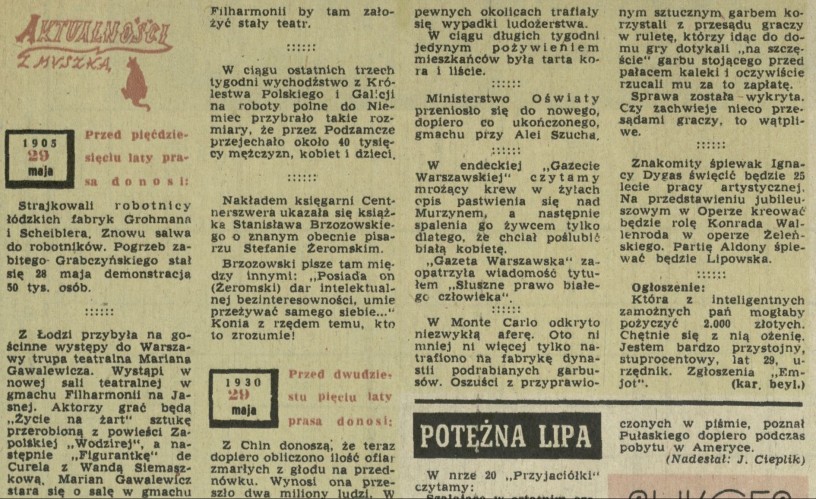 AKTUALNOŚCI
Z MYSZKĄ
1905
29
maja
Przed pięćdzie-
sięciu laty pra-
sa donosi:
Strajkowali robotnicy
łódzkich fabryk Grohmana
i Scheiblera. Znowu salwa
do robotników. Pogrzeb za-
bitego Grabczyńskiego stał
się 28 maja demonstracją
50 tys. osób.
::::::
Z Łodzi przybyła na go-
ścinne występy do Warsza-
wy trupa teatralna Mariana
Gawalewicza. Wystąpi w
nowej sali teatralnej w
gmachu Filharmonii na Ja-
snej. Aktorzy grać będą
„Życie na żart" sztukę
przerobioną z powieści Za-
polskiej „Wodzirej", a na-
stępnie „Figurantkę" de
Curela z Wandą Siemasz-
kową. Marian Gawalewicz
stara się o salę w gmachu
Filharmonii by tam zało-
żyć stały teatr.
::::::
W ciągu ostatnich trzech
tygodni wychodźstwo z Kró-
lestwa Polskiego i Galicji
na roboty polne do Nie-
miec przybrało takie roz-
miary, że przez Podzamcze
przejechało około 40 tysię-
cy mężczyzn, kobiet i dzieci.
::::::
Nakładem księgarni Cent-
nerszwera ukazała się książ-
ka Stanisława Brzozowskie-
go o znanym obecnie pisa-
rzu Stefanie Żeromskim.
Brzozowski pisze tam mię-
dzy innymi: „Posiada on
(Żeromski) dar intelektual-
nej bezinteresowności, umie
przeżywać samego siebie..."
Konia z rzędem temu, kto
to zrozumie!
1930
29
maja
Przed dwudzie-
stu pięciu laty
prasa donosi:
Z Chin donoszą, że teraz
dopiero obliczono ilość ofiar
zmarłych z głodu na przed-
nówku. Wynosi ona prze-
szło dwa miliony ludzi. W
pewnych okolicach trafiały
się wypadki ludożerstwa.
W ciągu długich tygodni
jedynym pożywieniem
mieszkańców była tarta ko-
ra i liście.
::::::
Ministerstwo Oświaty
przeniosło się do nowego,
dopiero co ukończonego,
gmachu przy Alei Szucha.
::::::
W endeckiej „Gazecie
Warszawskiej" czytamy
mrożący krew w żyłach
opis pastwienia się nad
Murzynem, a następnie
spalenia go żywcem tylko
dlatego, że chciał poślubić
białą kobietę.
„Gazeta Warszawska" za-
opatrzyła wiadomość tytu-
łem „Słuszne prawo białe-
go człowieka".
::::::
W Monte Carlo odkryto
niezwykłą aferę. Oto ni
mniej ni więcej tylko na-
trafiono na fabrykę dyna-
stii podrabianych garbu-
sów. Oszuści z przyprawio-
nym sztucznym garbem ko-
rzystali z przesądu graczy
w ruletę, którzy idąc do do-
mu gry dotykali „na szczę-
ście" garbu stojącego przed
pałacem kaleki i oczywiście
rzucali mu za to zapłatę.
Sprawa została wykryta.
Czy zachwieje nieco prze-
sądami graczy, to wątpli-
we.
::::::
Znakomity śpiewak Igna-
cy Dygas święcić będzie 25
lecie pracy artystycznej.
Na przedstawieniu jubileu-
szowym w Operze kreować
będzie rolę Konrada Wal-
lenroda w operze Żeleń-
skiego. Partię Aldony śpie-
wać będzie Lipowska.
::::::
Ogłoszenie:
Która z inteligentnych
zamożnych pań mogłaby
pożyczyć 2.000 złotych.
Chętnie się z nią ożenię.
Jestem bardzo przystojny,
stuprocentowy, lat 29, u-
rzędnik. Zgłoszenia „Em-
jot".
(kar. beyl.)
POTĘŻNA LIPA
W nrze 20 „Przyjaciółki"
czytamy:
czonych w piśmie, poznał
Pułaskiego dopiero podczas
pobytu w Ameryce.
(Nadesłał: J. Cieplik)